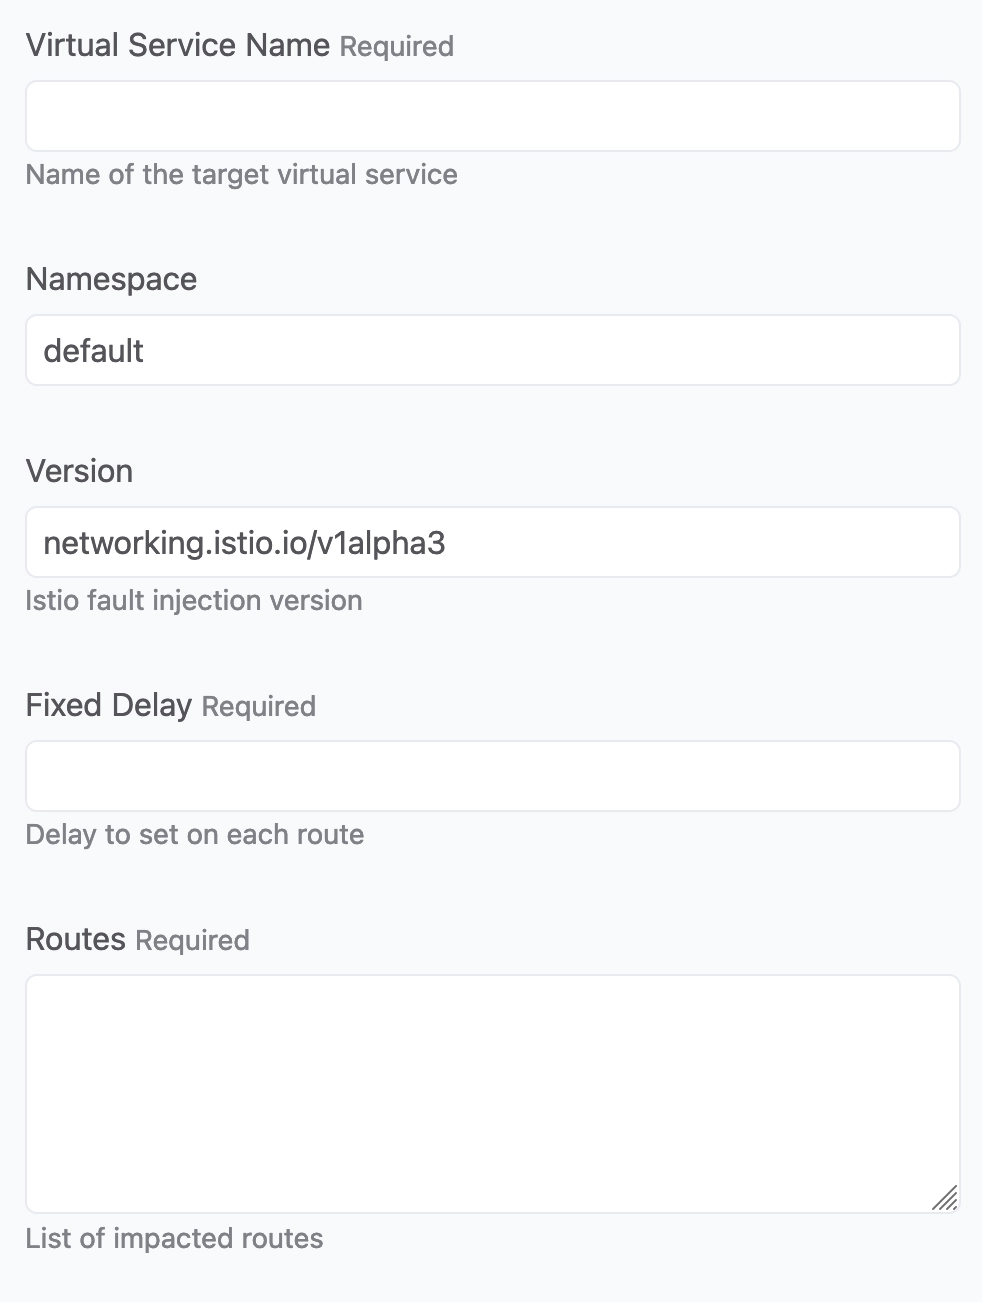 Virtual Service Name Required
Name of the target virtual service
Namespace
default
Version
networking.istio.io/v1alpha3
Istio fault injection version
Fixed Delay Required
Delay to set on each route
Routes Required
List of impacted routes